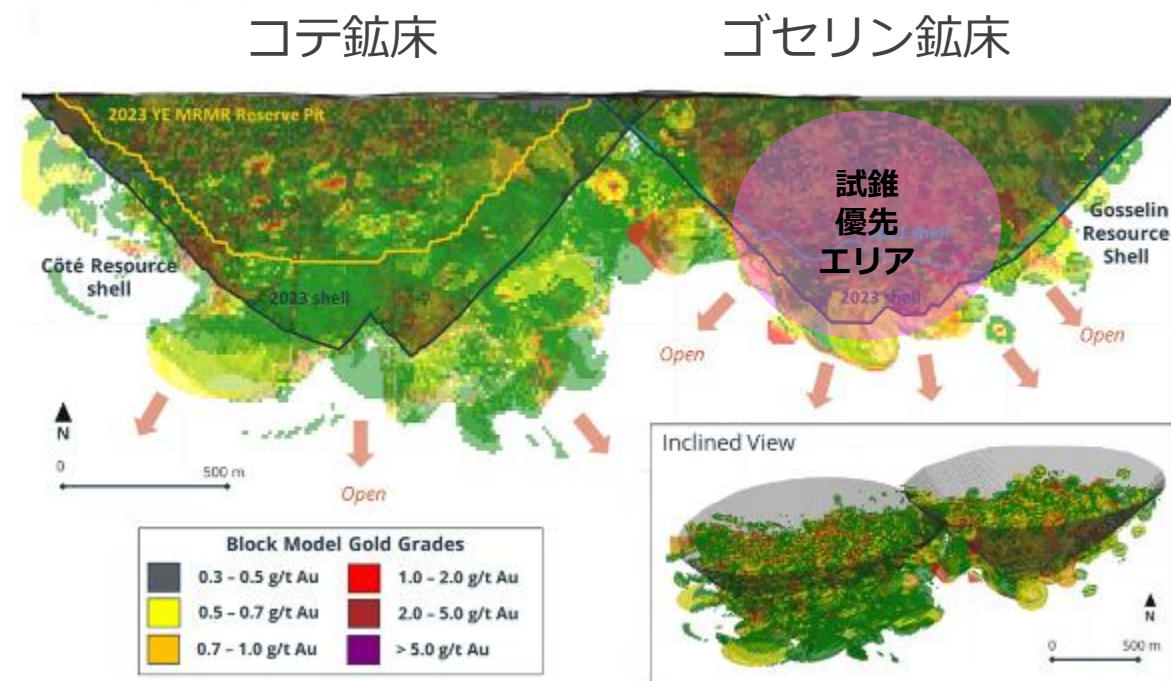 コテ鉱床
ゴセリン鉱床
2023 YE MRMR Reserve Pit
試錐
優先
エリア
Gosselin
Resource
Shell
Côté Resource
shell
2023 shell
2023 shell
Open
Open
Open
N
0
500 m
Inclined View
N
0
500 m
Block Model Gold Grades
0.3 – 0.5 g/t Au
1.0 – 2.0 g/t Au
0.5 – 0.7 g/t Au
2.0 – 5.0 g/t Au
0.7 – 1.0 g/t Au
> 5.0 g/t Au